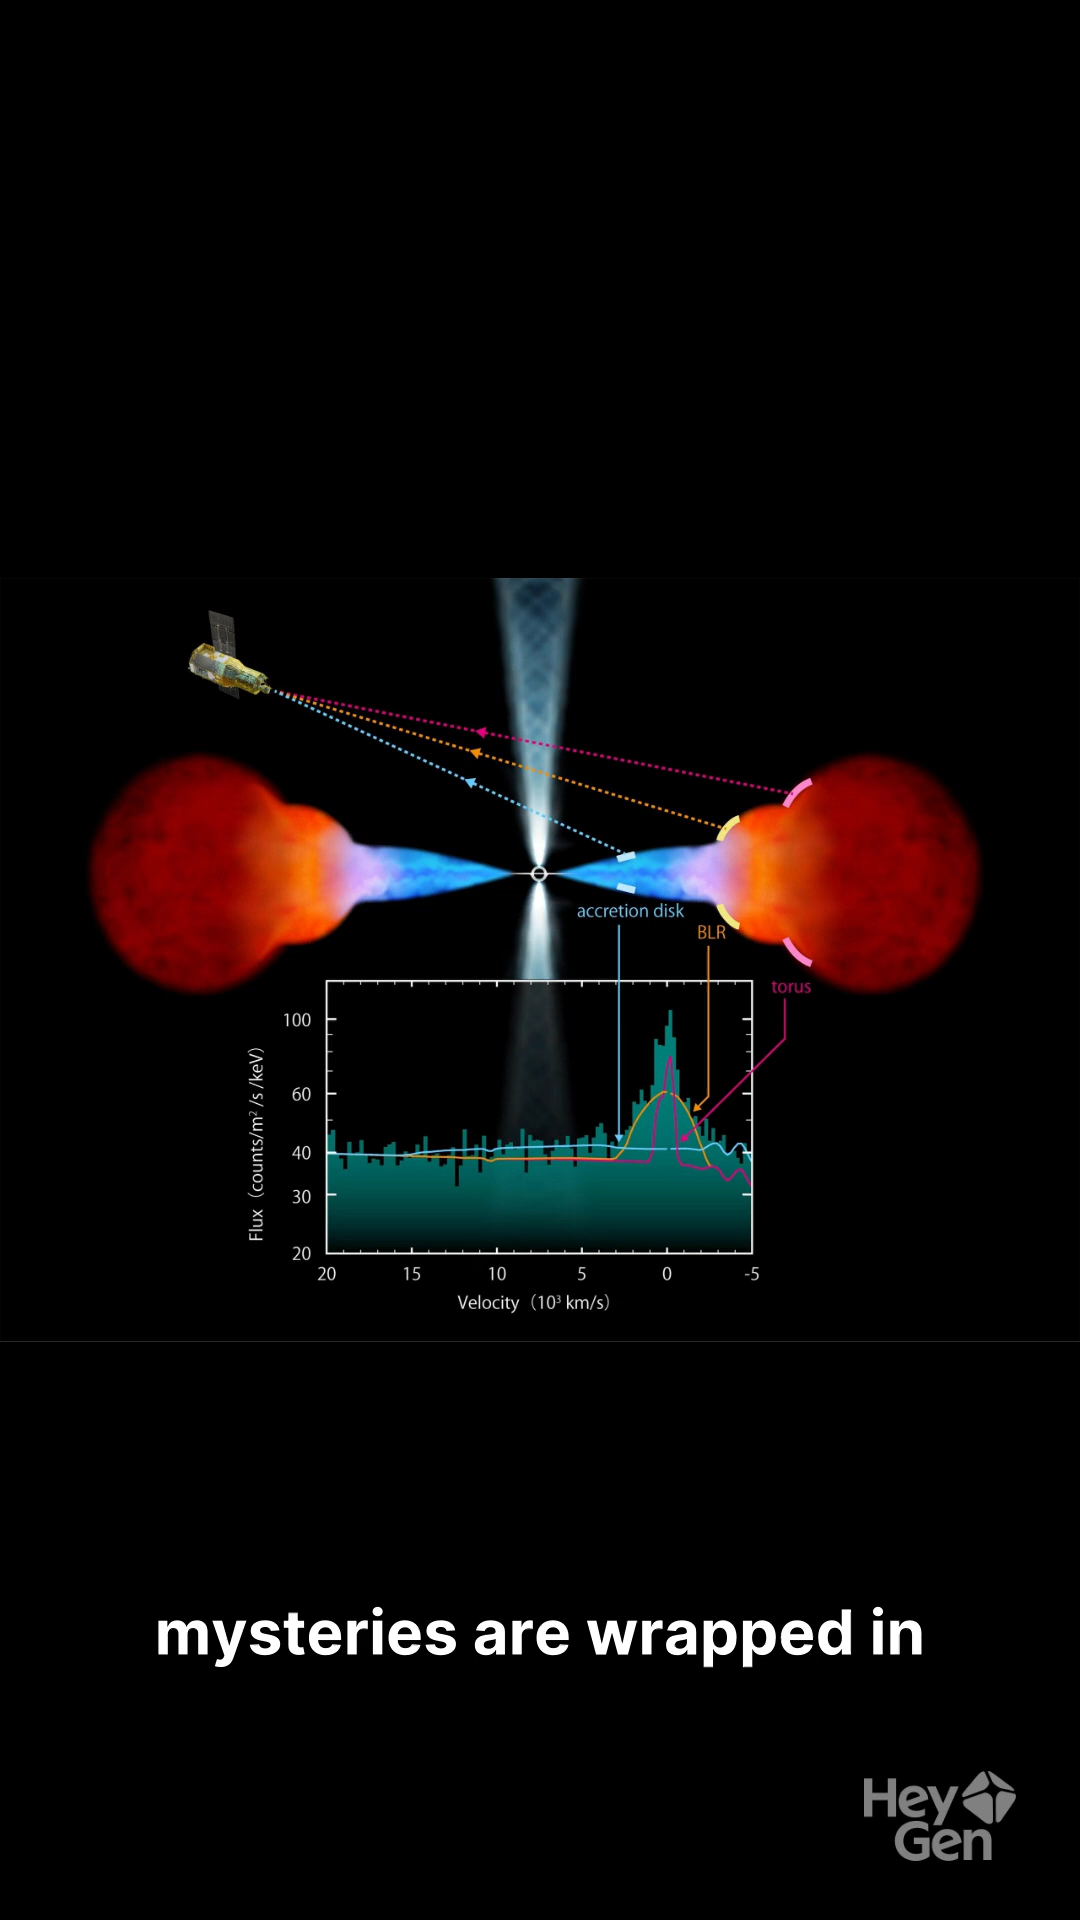 accretion disk
BLR
torus
100
60
40
30
20
Flux（counts/m²/s/keV）
20 15 10 5 0 -5
Velocity（10³ km/s）
mysteries are wrapped in
Hey
Gen